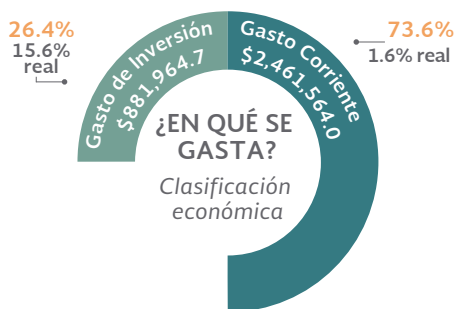 26.4%
15.6%
real
Gasto de Inversión
$881,964.7
Gasto Corriente
$2,461,564.0
73.6%
1.6% real
¿EN QUÉ SE
GASTA?
Clasificación
económica